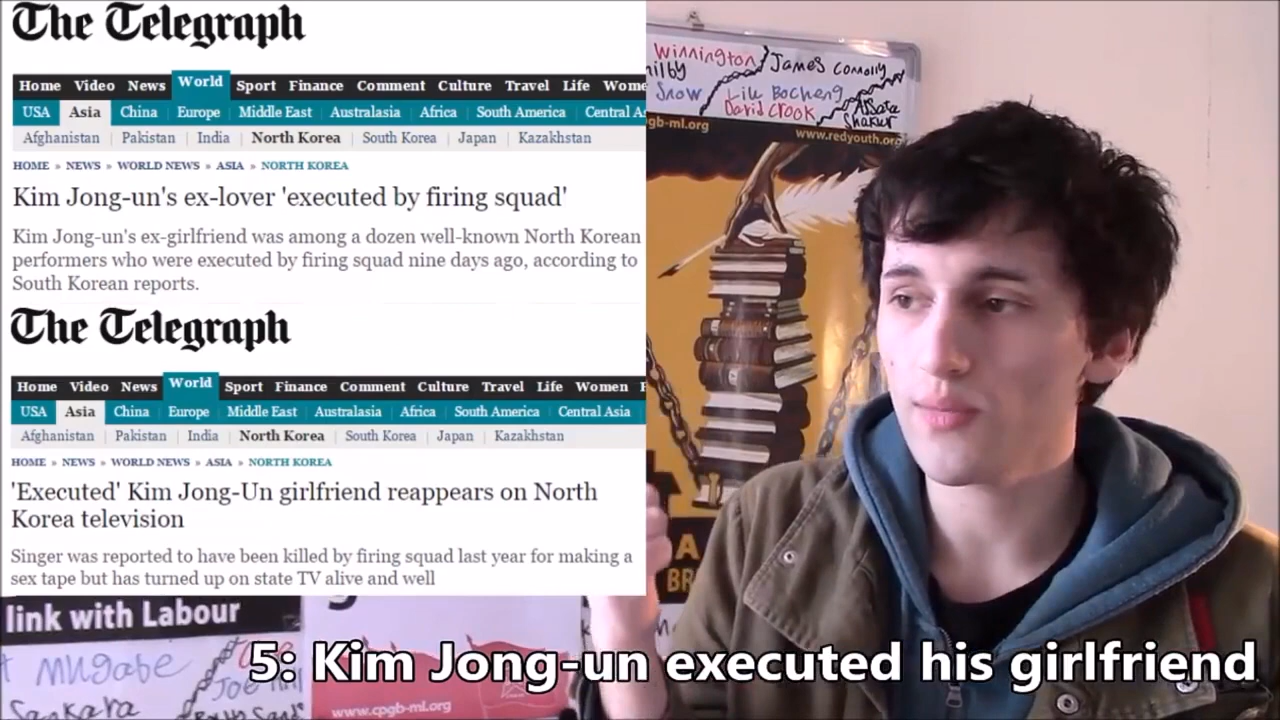 The Telegraph
Home Video News World Sport Finance Comment Culture Travel Life Wome
USA Asia China Europe Middle East Australasia Africa South America Central A
Afghanistan Pakistan India North Korea South Korea Japan Kazakhstan
HOME » NEWS » WORLD NEWS » ASIA » NORTH KOREA
Kim Jong-un's ex-lover 'executed by firing squad'
Kim Jong-un's ex-girlfriend was among a dozen well-known North Korean
performers who were executed by firing squad nine days ago, according to
South Korean reports.
The Telegraph
Home Video News World Sport Finance Comment Culture Travel Life Women
USA Asia China Europe Middle East Australasia Africa South America Central Asia
Afghanistan Pakistan India North Korea South Korea Japan Kazakhstan
HOME » NEWS » WORLD NEWS » ASIA » NORTH KOREA
'Executed' Kim Jong-Un girlfriend reappears on North
Korea television
Singer was reported to have been killed by firing squad last year for making a
sex tape but has turned up on state TV alive and well
Winnington James Connolly
ilby
Snow Liu Bocheng
David Crook Assata
Shakur
gb-ml.org www.redyouth.org
A
BR
link with Labour
Mugabe
Joe
Sankara
www.cpgb-ml.org
5: Kim Jong-un executed his girlfriend